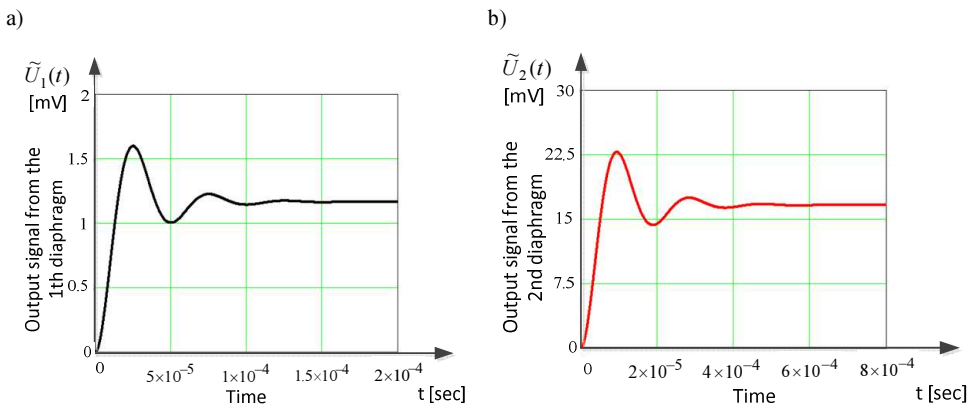 a)
Ũ₁(t)
[mV]
Output signal from the
1th diaphragm
2
1.5
1
0.5
0
0
5×10⁻⁵
1×10⁻⁴
1.5×10⁻⁴
2×10⁻⁴
Time
t [sec]
b)
Ũ₂(t)
[mV]
Output signal from the
2nd diaphragm
30
22.5
15
7.5
0
0
2×10⁻⁵
4×10⁻⁴
6×10⁻⁴
8×10⁻⁴
Time
t [sec]